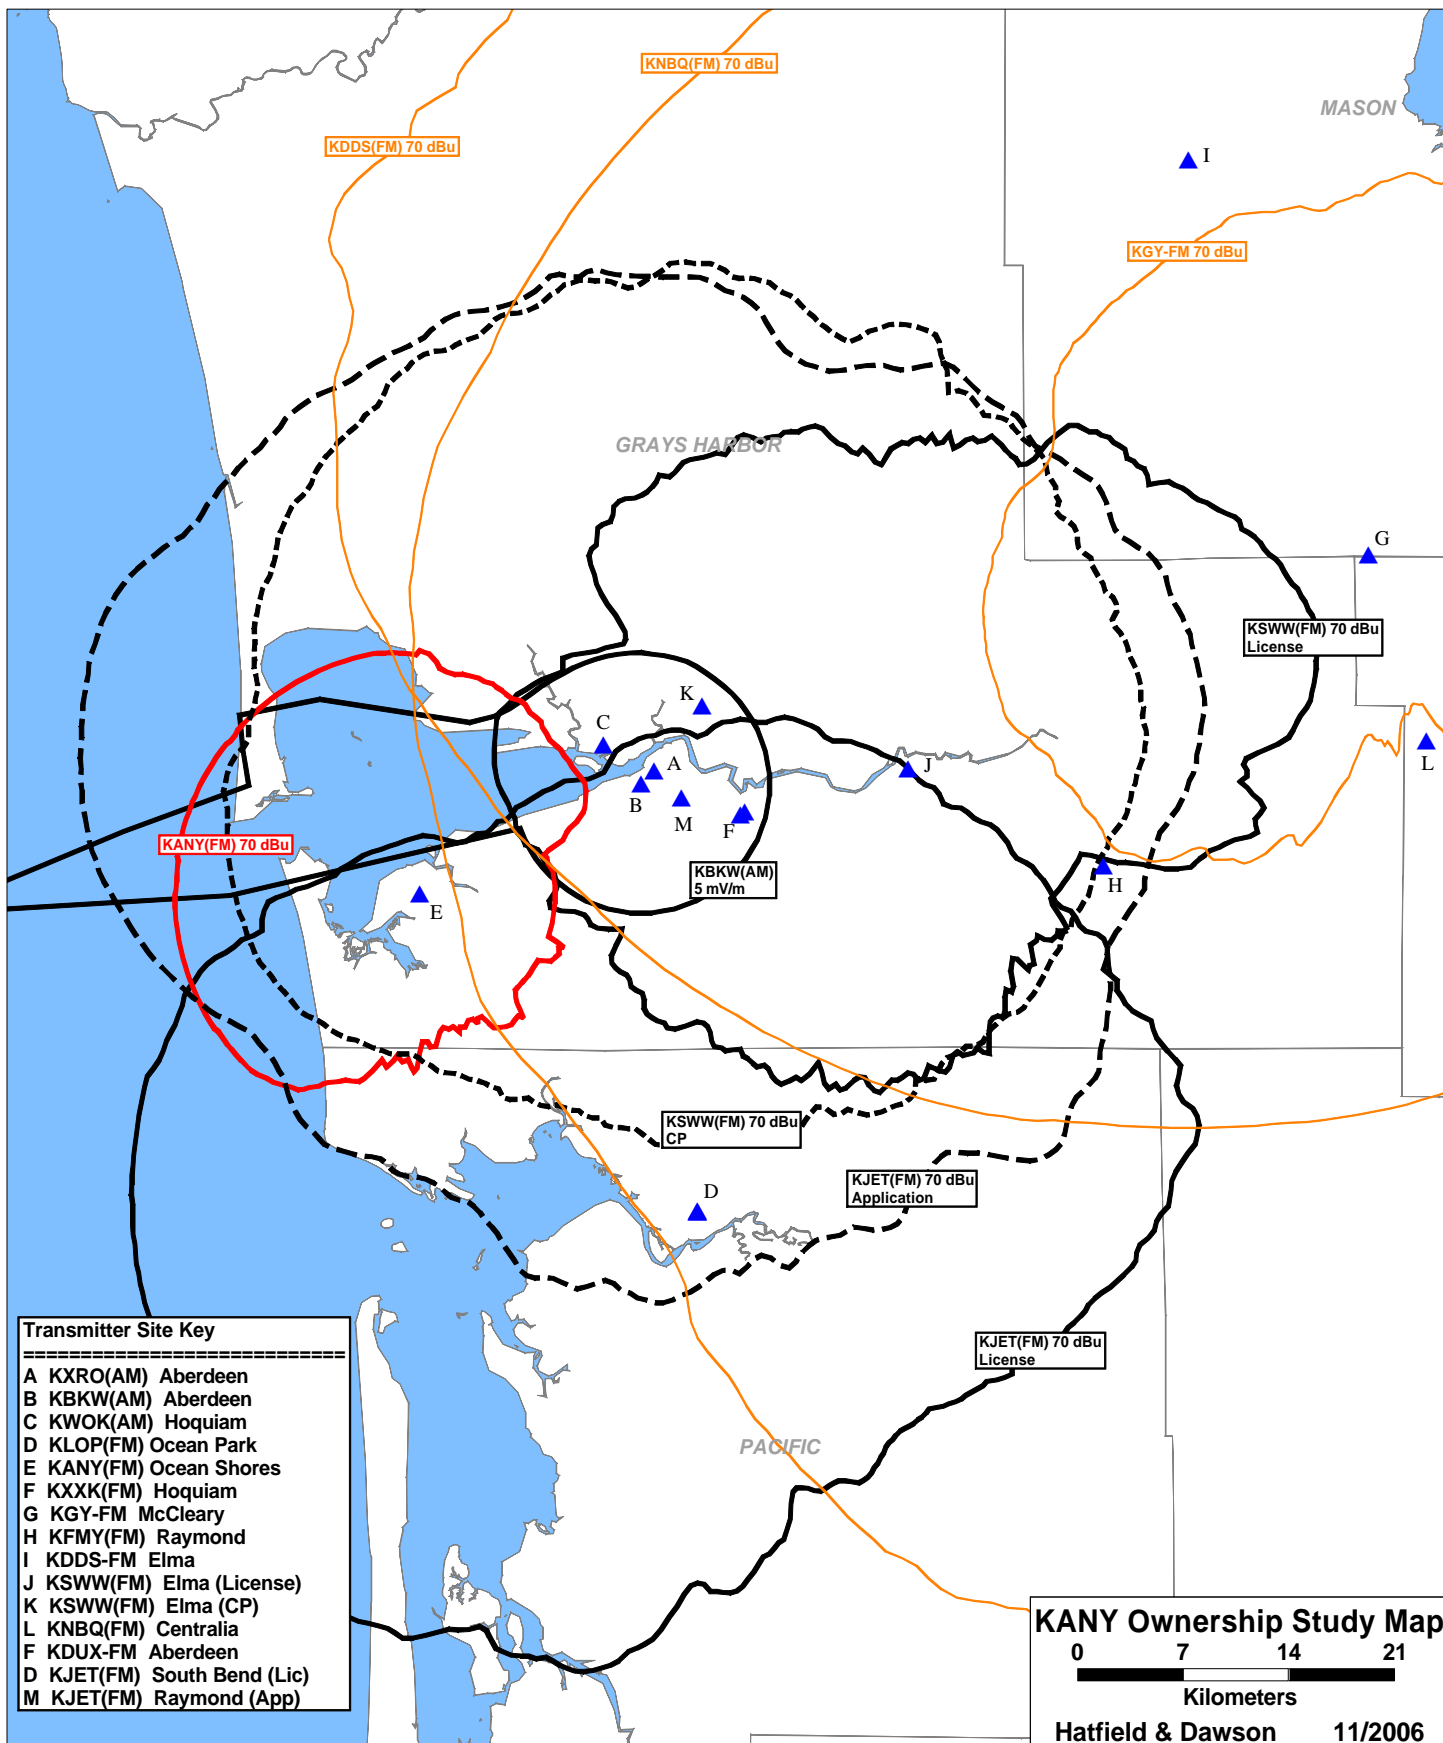 KNBQ(FM) 70 dBu
MASON
KDDS(FM) 70 dBu
I
KGY-FM 70 dBu
GRAYS HARBOR
G
KSWW(FM) 70 dBu
License
K
C
L
J
A
B
M
F
KANY(FM) 70 dBu
KBKW(AM)
5 mV/m
H
E
KSWW(FM) 70 dBu
CP
KJET(FM) 70 dBu
Application
D
KJET(FM) 70 dBu
License
PACIFIC
Transmitter Site Key
============================
A KXRO(AM) Aberdeen
B KBKW(AM) Aberdeen
C KWOK(AM) Hoquiam
D KLOP(FM) Ocean Park
E KANY(FM) Ocean Shores
F KXXK(FM) Hoquiam
G KGY-FM McCleary
H KFMY(FM) Raymond
I KDDS-FM Elma
J KSWW(FM) Elma (License)
K KSWW(FM) Elma (CP)
L KNBQ(FM) Centralia
F KDUX-FM Aberdeen
D KJET(FM) South Bend (Lic)
M KJET(FM) Raymond (App)
KANY Ownership Study Map
0 7 14 21
Kilometers
Hatfield & Dawson 11/2006